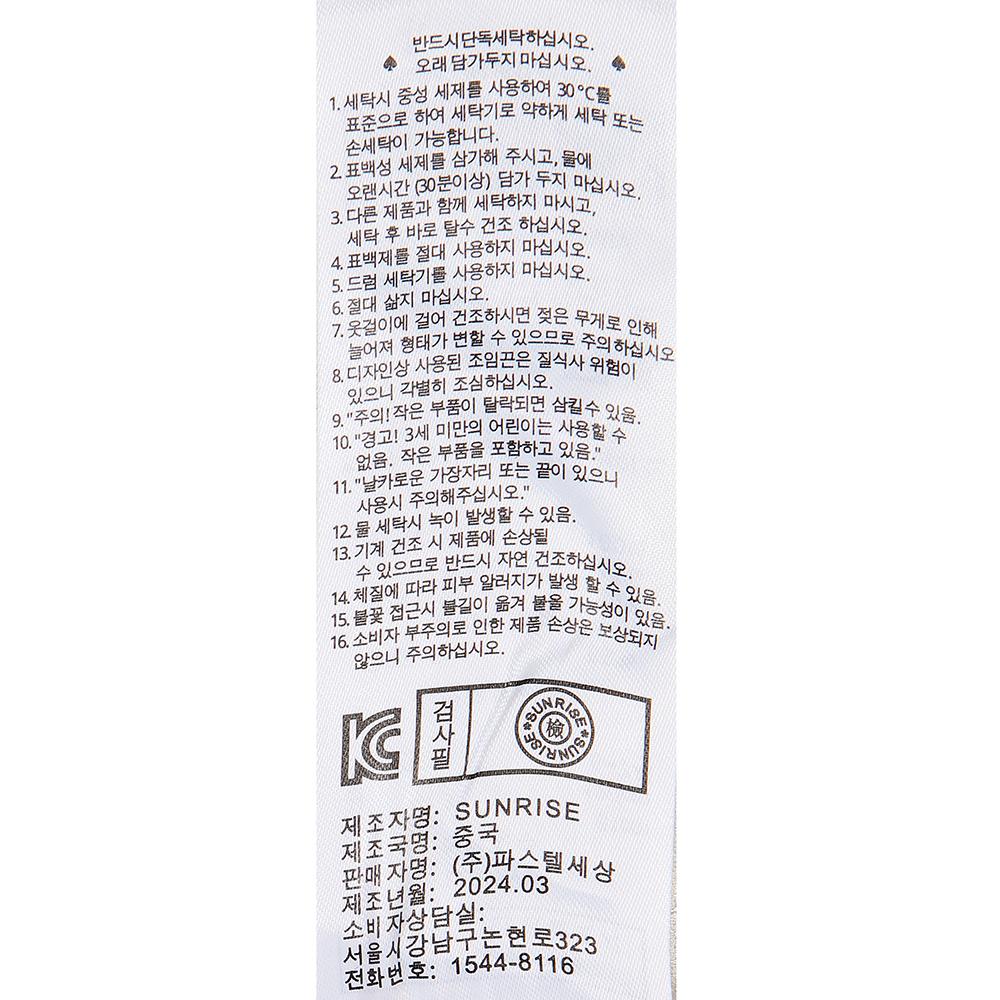 반드시단독세탁하십시오.
♠ 오래 담가두지 마십시오. ♠
1. 세탁시 중성 세제를 사용하여 30°C를
표준으로 하여 세탁기로 약하게 세탁 또는
손세탁이 가능합니다.
2. 표백성 세제를 삼가해 주시고, 물에
오랜시간 (30분이상) 담가 두지 마십시오.
3. 다른 제품과 함께 세탁하지 마시고,
세탁 후 바로 탈수 건조 하십시오.
4. 표백제를 절대 사용하지 마십시오.
5. 드럼 세탁기를 사용하지 마십시오.
6. 절대 삶지 마십시오.
7. 옷걸이에 걸어 건조하시면 젖은 무게로 인해
늘어져 형태가 변할 수 있으므로 주의하십시오
8. 디자인상 사용된 조임끈은 질식사 위험이
있으니 각별히 조심하십시오.
9. "주의! 작은 부품이 탈락되면 삼킬수 있음.
10. "경고! 3세 미만의 어린이는 사용할 수
없음. 작은 부품을 포함하고 있음."
11. "날카로운 가장자리 또는 끝이 있으니
사용시 주의해주십시오."
12. 물 세탁시 녹이 발생할 수 있음.
13. 기계 건조 시 제품에 손상될
수 있으므로 반드시 자연 건조하십시오.
14. 체질에 따라 피부 알러지가 발생 할 수 있음.
15. 불꽃 접근시 불길이 옮겨 붙을 가능성이 있음.
16. 소비자 부주의로 인한 제품 손상은 보상되지
않으니 주의하십시오.
KC 검사필 SUNRISE * SUNRISE * 檢
제조자명: SUNRISE
제조국명: 중국
판매자명: (주)파스텔세상
제조년월: 2024.03
소비자상담실:
서울시강남구논현로323
전화번호: 1544-8116